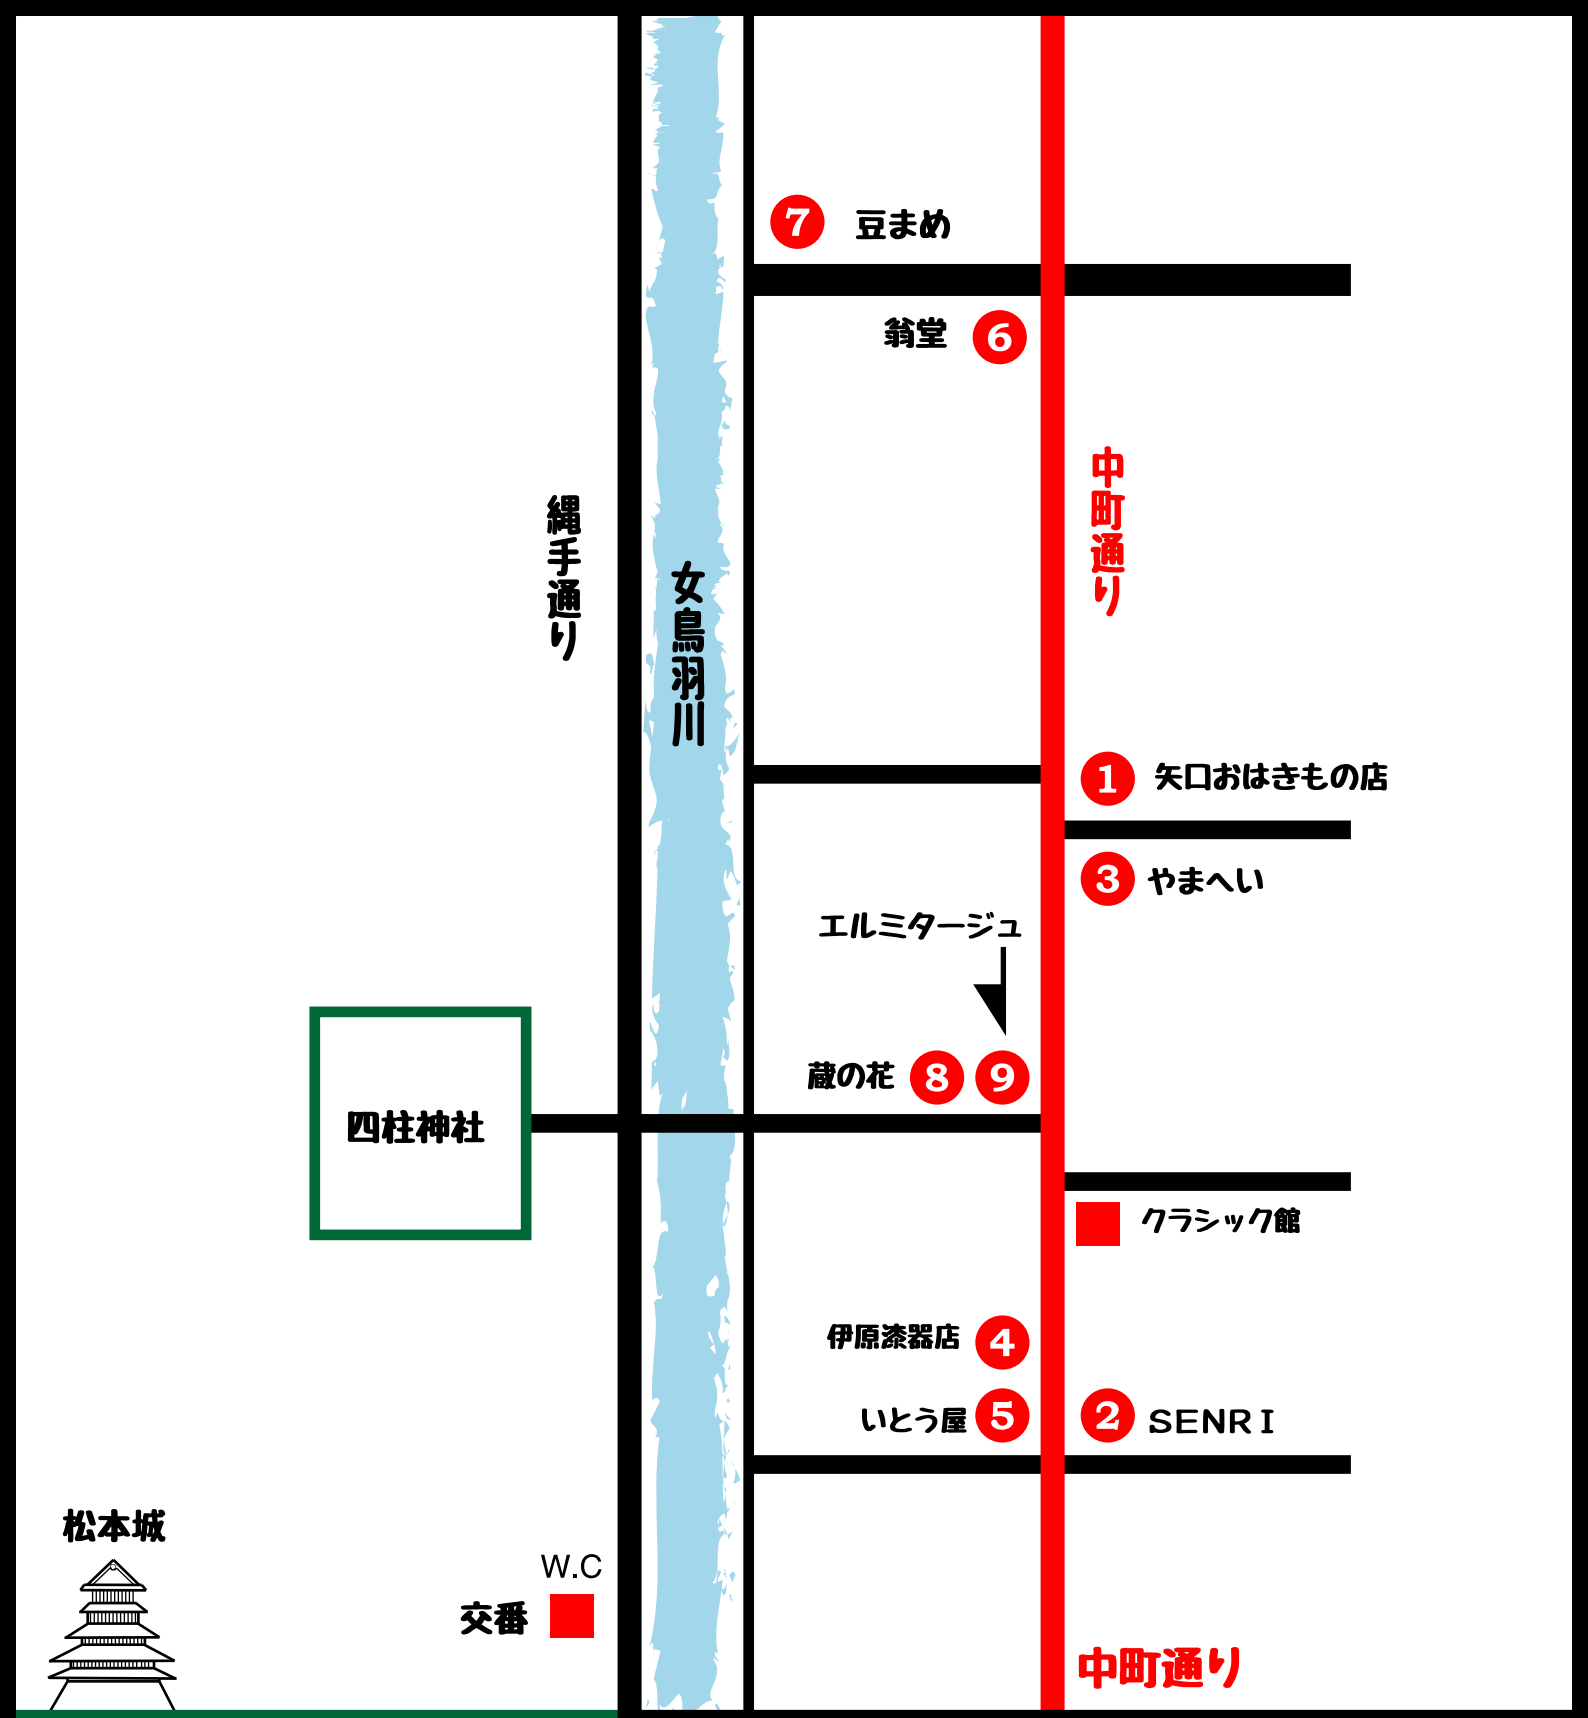 7 豆まめ
翁堂 6
中町通り
縄手通り
女鳥羽川
1 矢口おはきもの店
3 やまへい
エルミタージュ
蔵の花 8 9
四柱神社
クラシック館
伊原漆器店 4
いとう屋 5
2 SENRI
松本城
W.C
交番
中町通り